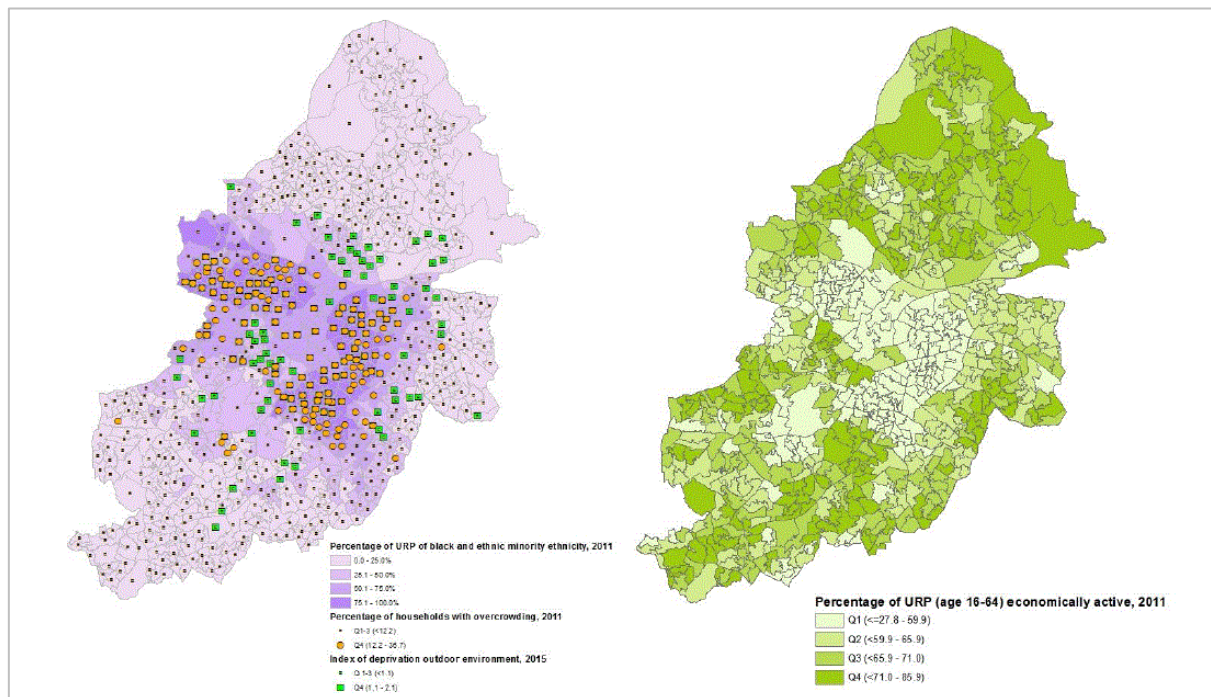 Percentage of URP of black and ethnic minority ethnicity, 2011
0.0 - 25.0%
25.1 - 50.0%
50.1 - 75.0%
75.1 - 100.0%
Percentage of households with overcrowding, 2011
Q1-3 (<12.2)
Q4 (12.2 - 36.7)
Index of deprivation outdoor environment, 2015
Q 1-3 (<1.1)
Q4 (1.1 - 2.1)
Percentage of URP (age 16-64) economically active, 2011
Q1 (<=27.8 - 59.9)
Q2 (<59.9 - 65.9)
Q3 (<65.9 - 71.0)
Q4 (<71.0 - 85.9)